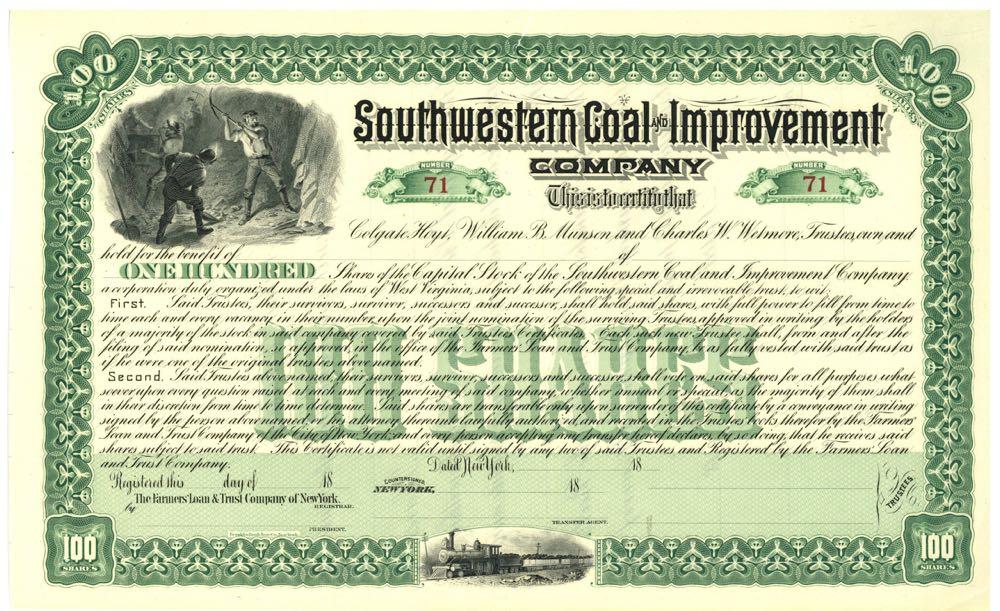 100 SHARES
100 SHARES
Southwestern Coal AND Improvement
COMPANY
NUMBER 71
NUMBER 71
This is to certify that
Colgate Hoyt, William B. Munson and Charles W. Wetmore, Trustees, own and
hold for the benefit of of
ONE HUNDRED Shares of the Capital Stock of the Southwestern Coal and Improvement Company
a corporation duly organized under the laws of West Virginia, subject to the following special and irrevocable trust, to wit:
First. Said Trustees, their survivors, survivor, successors and successor, shall hold said shares, with full power to fill from time to
time each and every vacancy in their number upon the joint nomination of the surviving Trustees, approved in writing by the holders
of a majority of the stock in said company covered by said Trustees' Certificates. Each new Trustee shall, from and after the
filing of said nomination, so approved, in the office of the Farmers' Loan and Trust Company, be as fully vested with said trust as
if he were one of the original Trustees above named.
Second. Said Trustees above named, their survivors, survivor, successors and successor, shall vote on said shares for all purposes what
soever upon every question raised at each and every meeting of said company, either annual or special, as the majority of them shall
in their discretion from time to time determine. Said shares are transferable only upon surrender of this certificate by a conveyance in writing
signed by the person above named, or his attorney thereunto lawfully authorized, and recorded in the Trustees' books therefor by the Farmers'
Loan and Trust Company of the City of New York, and every person accepting any transfer hereof declares, by so doing, that he receives said
shares subject to said trust. This Certificate is not valid until signed by any two of said Trustees and Registered by the Farmers' Loan
and Trust Company.
100 SHARES
Dated New York, 18
Registered this day of 18
COUNTERSIGNED NEW YORK, 18
The Farmers' Loan & Trust Company of New York.
REGISTRAR.
by
TRUSTEES.
PRESIDENT.
TRANSFER AGENT.
100 SHARES
100 SHARES